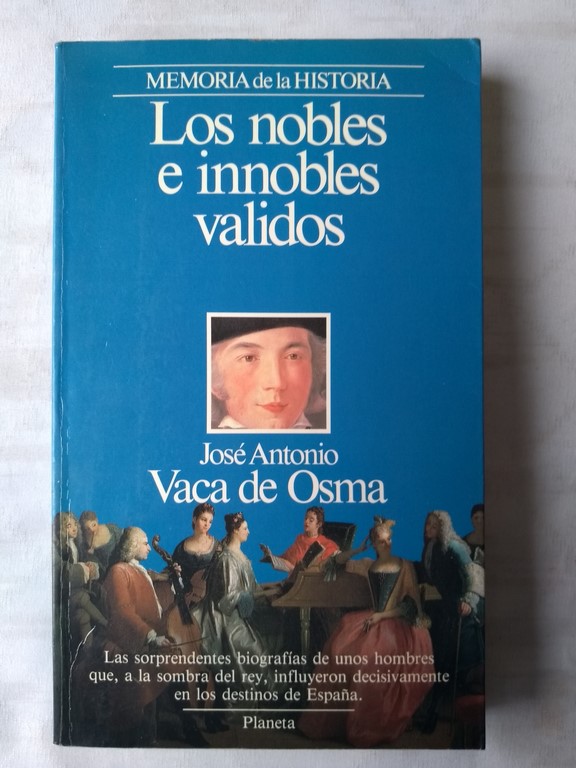 MEMORIA de la HISTORIA
Los nobles
e innobles
validos
José Antonio
Vaca de Osma
Las sorprendentes biografías de unos hombres
que, a la sombra del rey, influyeron decisivamente
en los destinos de España.
Planeta